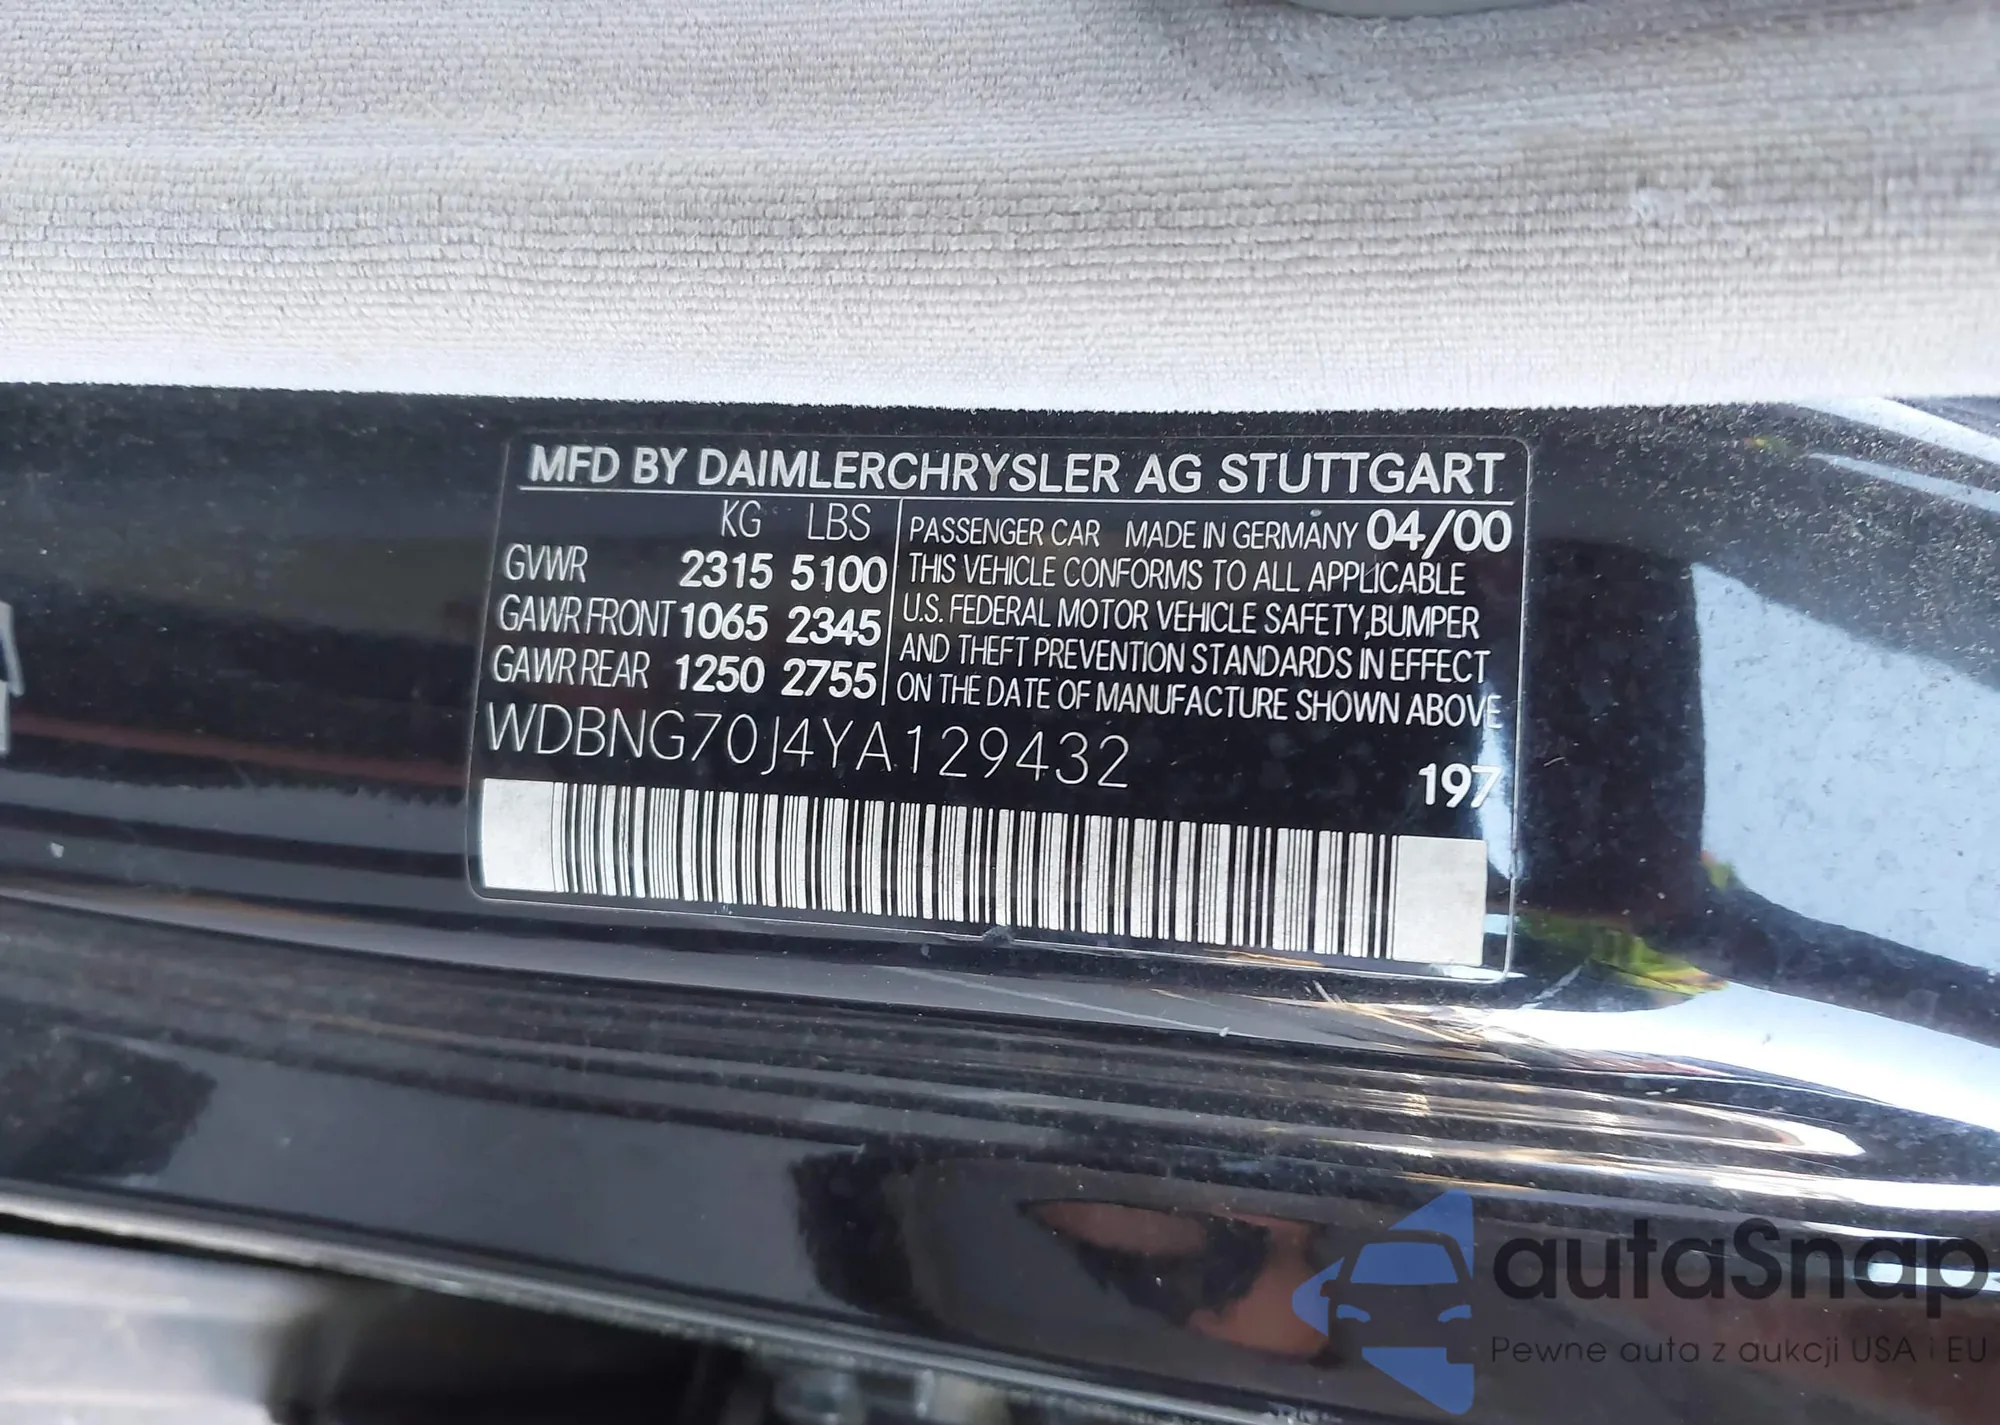 MFD BY DAIMLERCHRYSLER AG STUTTGART
KG LBS
GVWR 2315 5100
GAWR FRONT 1065 2345
GAWR REAR 1250 2755
PASSENGER CAR MADE IN GERMANY 04/00
THIS VEHICLE CONFORMS TO ALL APPLICABLE
U.S. FEDERAL MOTOR VEHICLE SAFETY,BUMPER
AND THEFT PREVENTION STANDARDS IN EFFECT
ON THE DATE OF MANUFACTURE SHOWN ABOVE
WDBNG70J4YA129432
197
autaSnap
Pewne auta z aukcji USA i EU